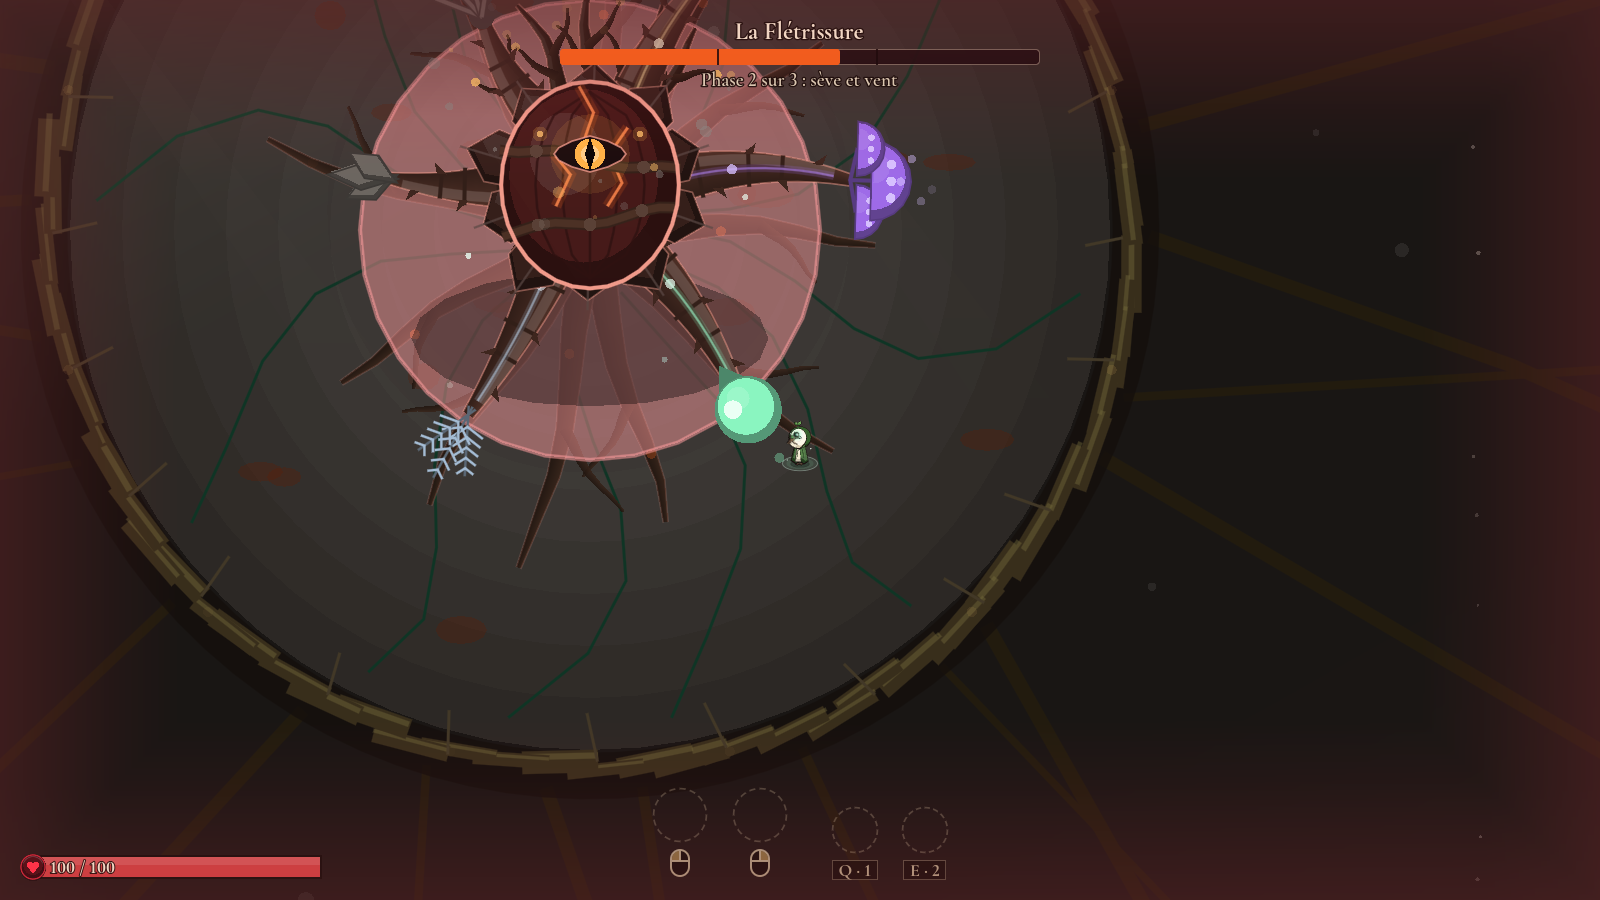 La Flétrissure
Phase 2 sur 3 : sève et vent
100 / 100
Q · 1
E · 2